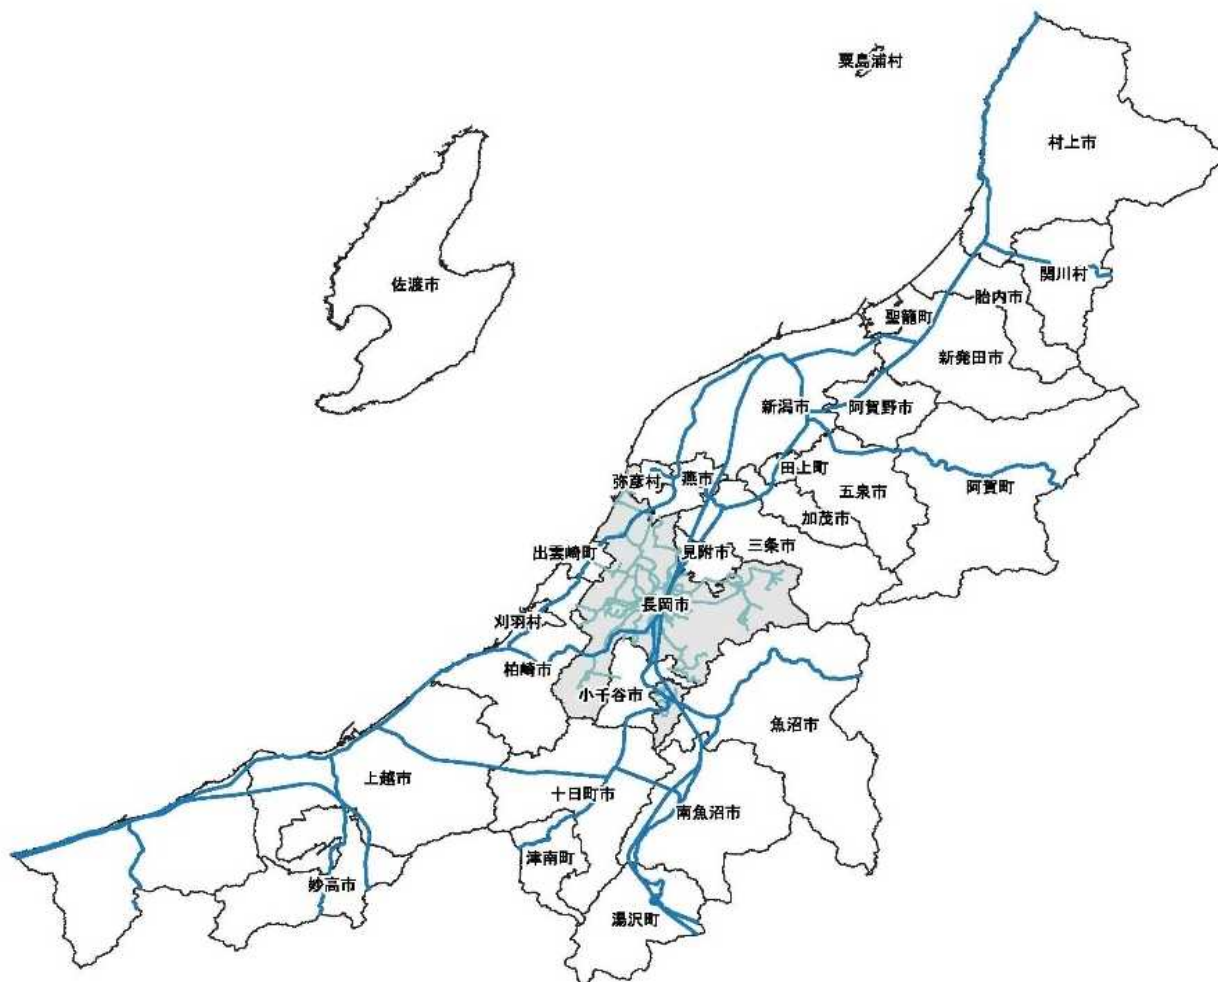 粟島浦村
村上市
関川村
佐渡市
胎内市
聖籠町
新発田市
新潟市
阿賀野市
田上町
弥彦村
燕市
五泉市
阿賀町
加茂市
出雲崎町
見附市
三条市
長岡市
刈羽村
柏崎市
小千谷市
魚沼市
上越市
十日町市
南魚沼市
津南町
妙高市
湯沢町